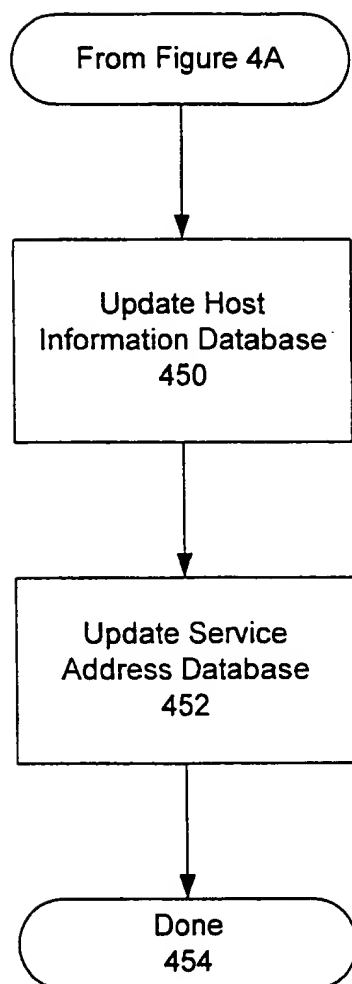 From Figure 4A
Update Host
Information Database
450
Update Service
Address Database
452
Done
454